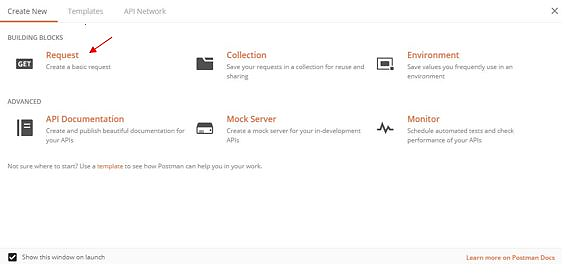 Create New Templates API Network
BUILDING BLOCKS
GET
Request
Create a basic request
Collection
Save your requests in a collection for reuse and
sharing
Environment
Save values you frequently use in an
environment
ADVANCED
API Documentation
Create and publish beautiful documentation for
your APIs
Mock Server
Create a mock server for your in-development
APIs
Monitor
Schedule automated tests and check
performance of your APIs
Not sure where to start? Use a template to see how Postman can help you in your work.
Show this window on launch
Learn more on Postman Docs